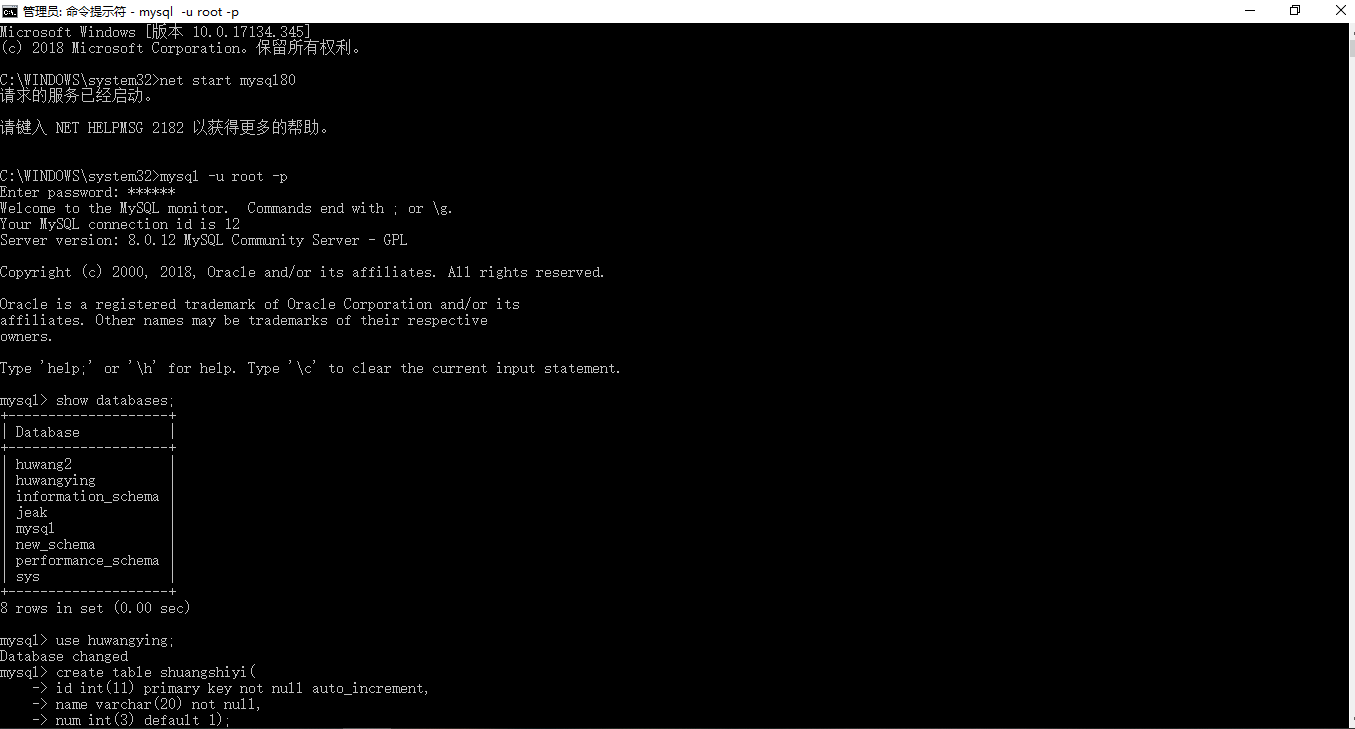 管理员: 命令提示符 - mysql  -u root -p
Microsoft Windows [版本 10.0.17134.345]
(c) 2018 Microsoft Corporation。保留所有权利。
C:\WINDOWS\system32>net start mysql80
请求的服务已经启动。
请键入 NET HELPMSG 2182 以获得更多的帮助。
C:\WINDOWS\system32>mysql -u root -p
Enter password: ******
Welcome to the MySQL monitor.  Commands end with ; or \g.
Your MySQL connection id is 12
Server version: 8.0.12 MySQL Community Server - GPL
Copyright (c) 2000, 2018, Oracle and/or its affiliates. All rights reserved.
Oracle is a registered trademark of Oracle Corporation and/or its
affiliates. Other names may be trademarks of their respective
owners.
Type 'help;' or '\h' for help. Type '\c' to clear the current input statement.
mysql> show databases;
+--------------------+
| Database           |
+--------------------+
| huwang2            |
| huwangying         |
| information_schema |
| jeak               |
| mysql              |
| new_schema         |
| performance_schema |
| sys                |
+--------------------+
8 rows in set (0.00 sec)
mysql> use huwangying;
Database changed
mysql> create table shuangshiyi(
    -> id int(11) primary key not null auto_increment,
    -> name varchar(20) not null,
    -> num int(3) default 1);